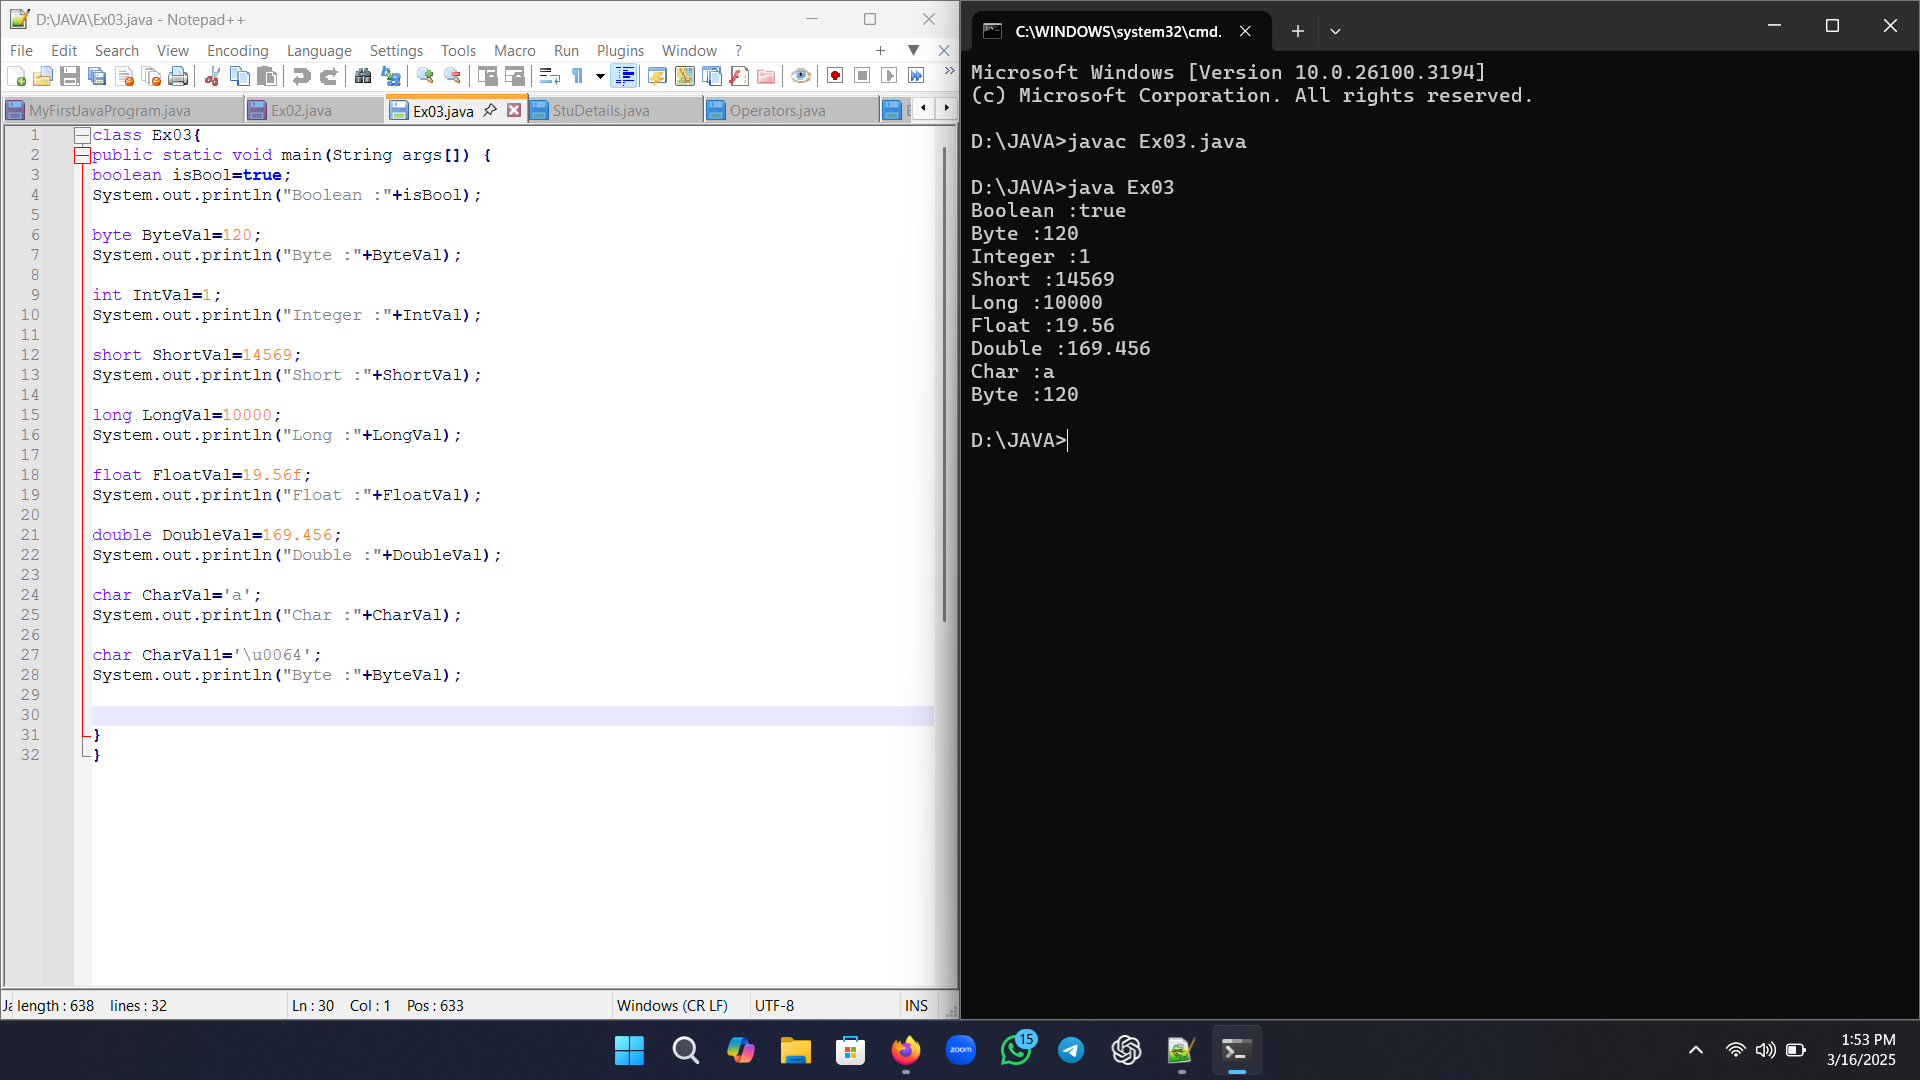 D:\JAVA\Ex03.java - Notepad++
File Edit Search View Encoding Language Settings Tools Macro Run Plugins Window ?
MyFirstJavaProgram.java Ex02.java Ex03.java StuDetails.java Operators.java
1 class Ex03{
2 public static void main(String args[]) {
3 boolean isBool=true;
4 System.out.println("Boolean :"+isBool);
5
6 byte ByteVal=120;
7 System.out.println("Byte :"+ByteVal);
8
9 int IntVal=1;
10 System.out.println("Integer :"+IntVal);
11
12 short ShortVal=14569;
13 System.out.println("Short :"+ShortVal);
14
15 long LongVal=10000;
16 System.out.println("Long :"+LongVal);
17
18 float FloatVal=19.56f;
19 System.out.println("Float :"+FloatVal);
20
21 double DoubleVal=169.456;
22 System.out.println("Double :"+DoubleVal);
23
24 char CharVal='a';
25 System.out.println("Char :"+CharVal);
26
27 char CharVal1='\u0064';
28 System.out.println("Byte :"+ByteVal);
29
30
31 }
32 }
length : 638 lines : 32 Ln : 30 Col : 1 Pos : 633 Windows (CR LF) UTF-8 INS
C:\WINDOWS\system32\cmd.
Microsoft Windows [Version 10.0.26100.3194]
(c) Microsoft Corporation. All rights reserved.
D:\JAVA>javac Ex03.java
D:\JAVA>java Ex03
Boolean :true
Byte :120
Integer :1
Short :14569
Long :10000
Float :19.56
Double :169.456
Char :a
Byte :120
D:\JAVA>
zoom
15
1:53 PM
3/16/2025